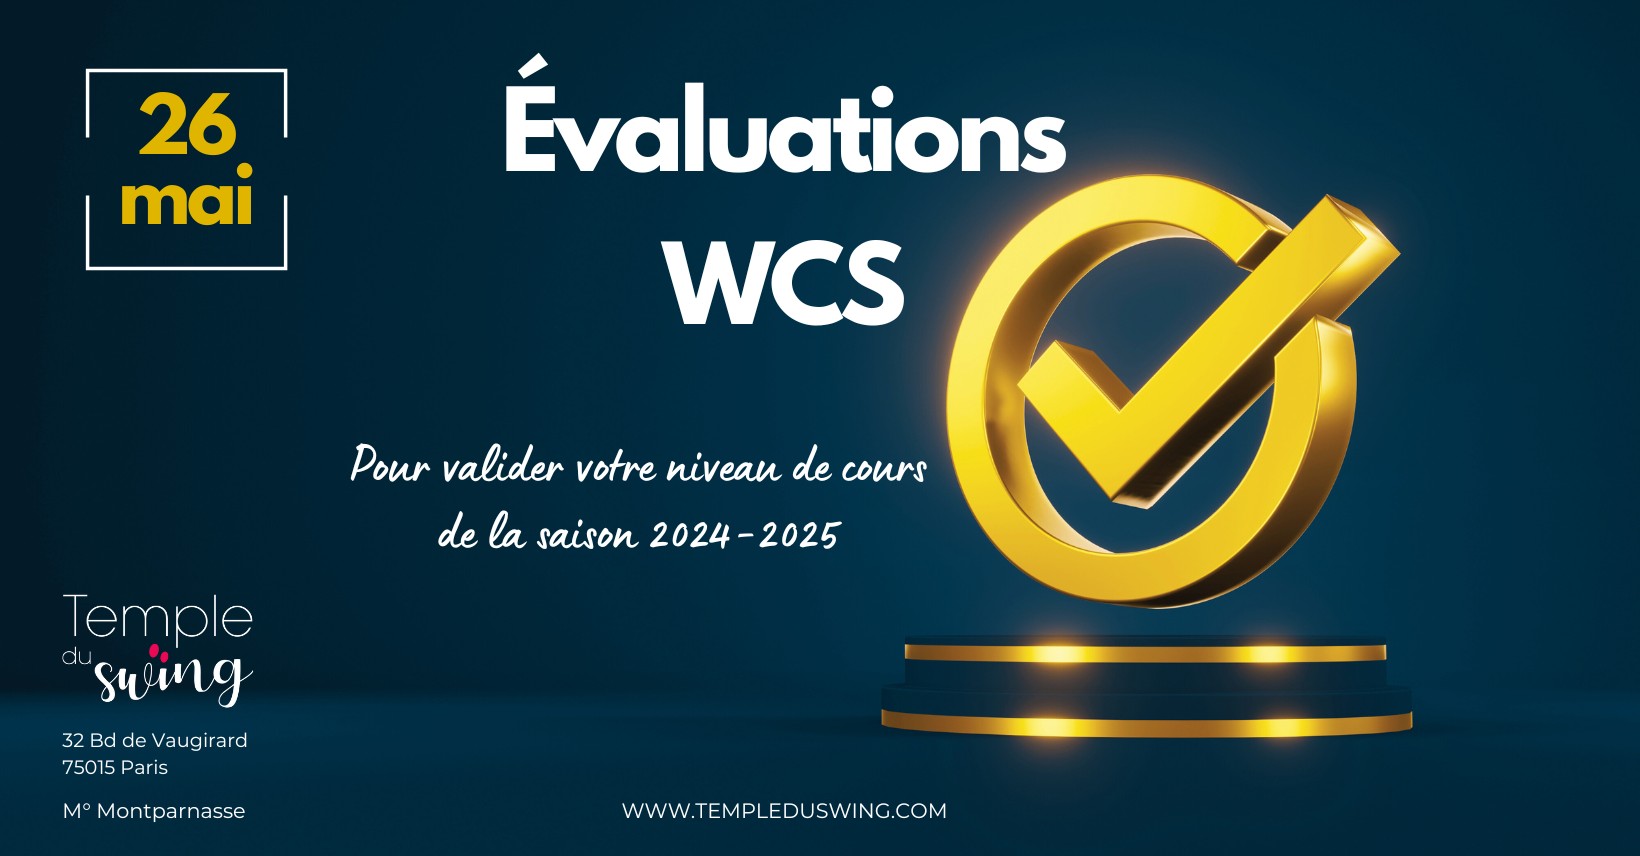 26
mai
Évaluations
WCS
Pour valider votre niveau de cours
de la saison 2024-2025
Temple
du swing
32 Bd de Vaugirard
75015 Paris
M° Montparnasse
WWW.TEMPLEDUSWING.COM